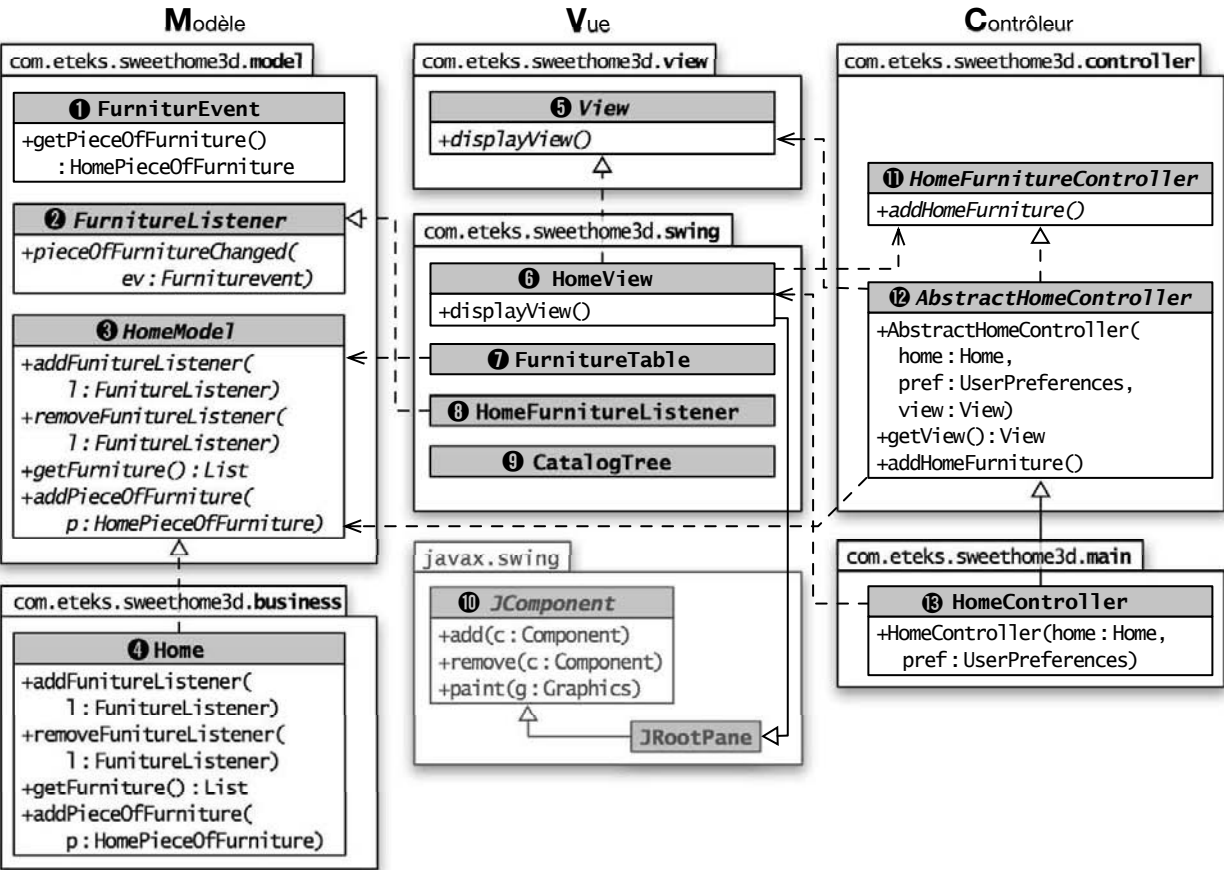 Modèle
com.eteks.sweethome3d.model
❶ FurniturEvent
+getPieceOfFurniture()
:HomePieceOfFurniture
❷ FurnitureListener
+pieceOfFurnitureChanged(
ev:Furniturevent)
❸ HomeModel
+addFunitureListener(
l:FunitureListener)
+removeFunitureListener(
l:FunitureListener)
+getFurniture():List
+addPieceOfFurniture(
p:HomePieceOfFurniture)
com.eteks.sweethome3d.business
❹ Home
+addFunitureListener(
l:FunitureListener)
+removeFunitureListener(
l:FunitureListener)
+getFurniture():List
+addPieceOfFurniture(
p:HomePieceOfFurniture)
Vue
com.eteks.sweethome3d.view
❺ View
+displayView()
com.eteks.sweethome3d.swing
❻ HomeView
+displayView()
❼ FurnitureTable
❽ HomeFurnitureListener
❾ CatalogTree
javax.swing
❿ JComponent
+add(c:Component)
+remove(c:Component)
+paint(g:Graphics)
JRootPane
Contrôleur
com.eteks.sweethome3d.controller
⓫ HomeFurnitureController
+addHomeFurniture()
⓬ AbstractHomeController
+AbstractHomeController(
home:Home,
pref:UserPreferences,
view:View)
+getView():View
+addHomeFurniture()
com.eteks.sweethome3d.main
⓭ HomeController
+HomeController(home:Home,
pref:UserPreferences)